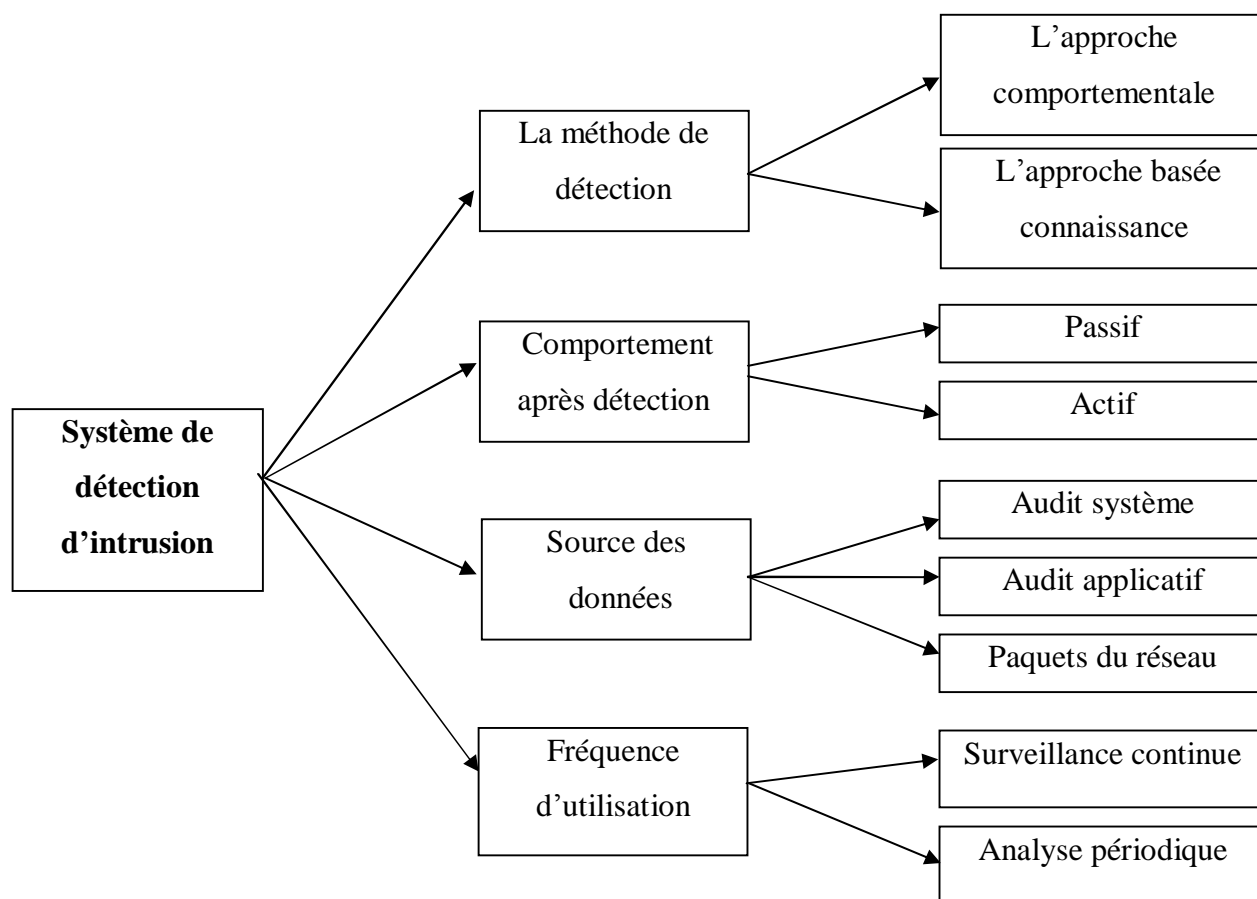 Système de
détection
d’intrusion
La méthode de
détection
L’approche
comportementale
L’approche basée
connaissance
Comportement
après détection
Passif
Actif
Source des
données
Audit système
Audit applicatif
Paquets du réseau
Fréquence
d’utilisation
Surveillance continue
Analyse périodique